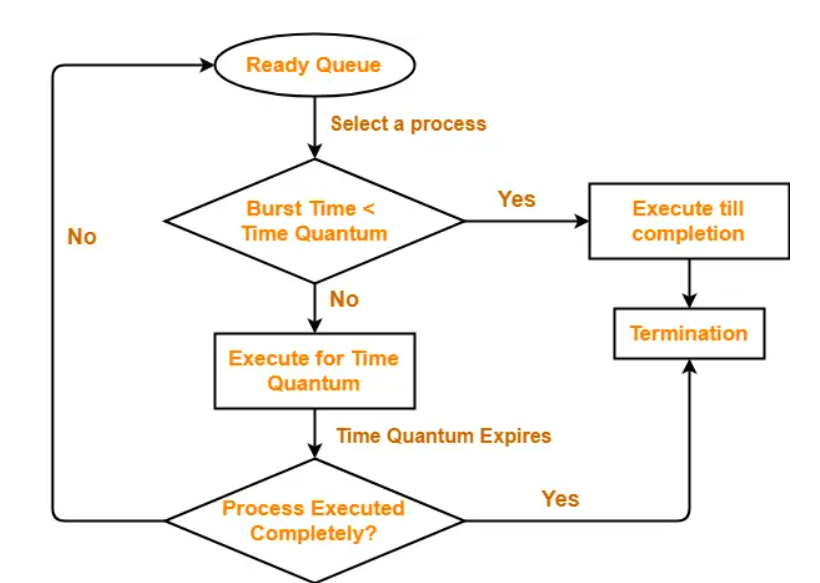 Ready Queue
Select a process
Burst Time <
Time Quantum
Yes
Execute till
completion
No
No
Termination
Execute for Time
Quantum
Time Quantum Expires
Process Executed
Completely?
Yes